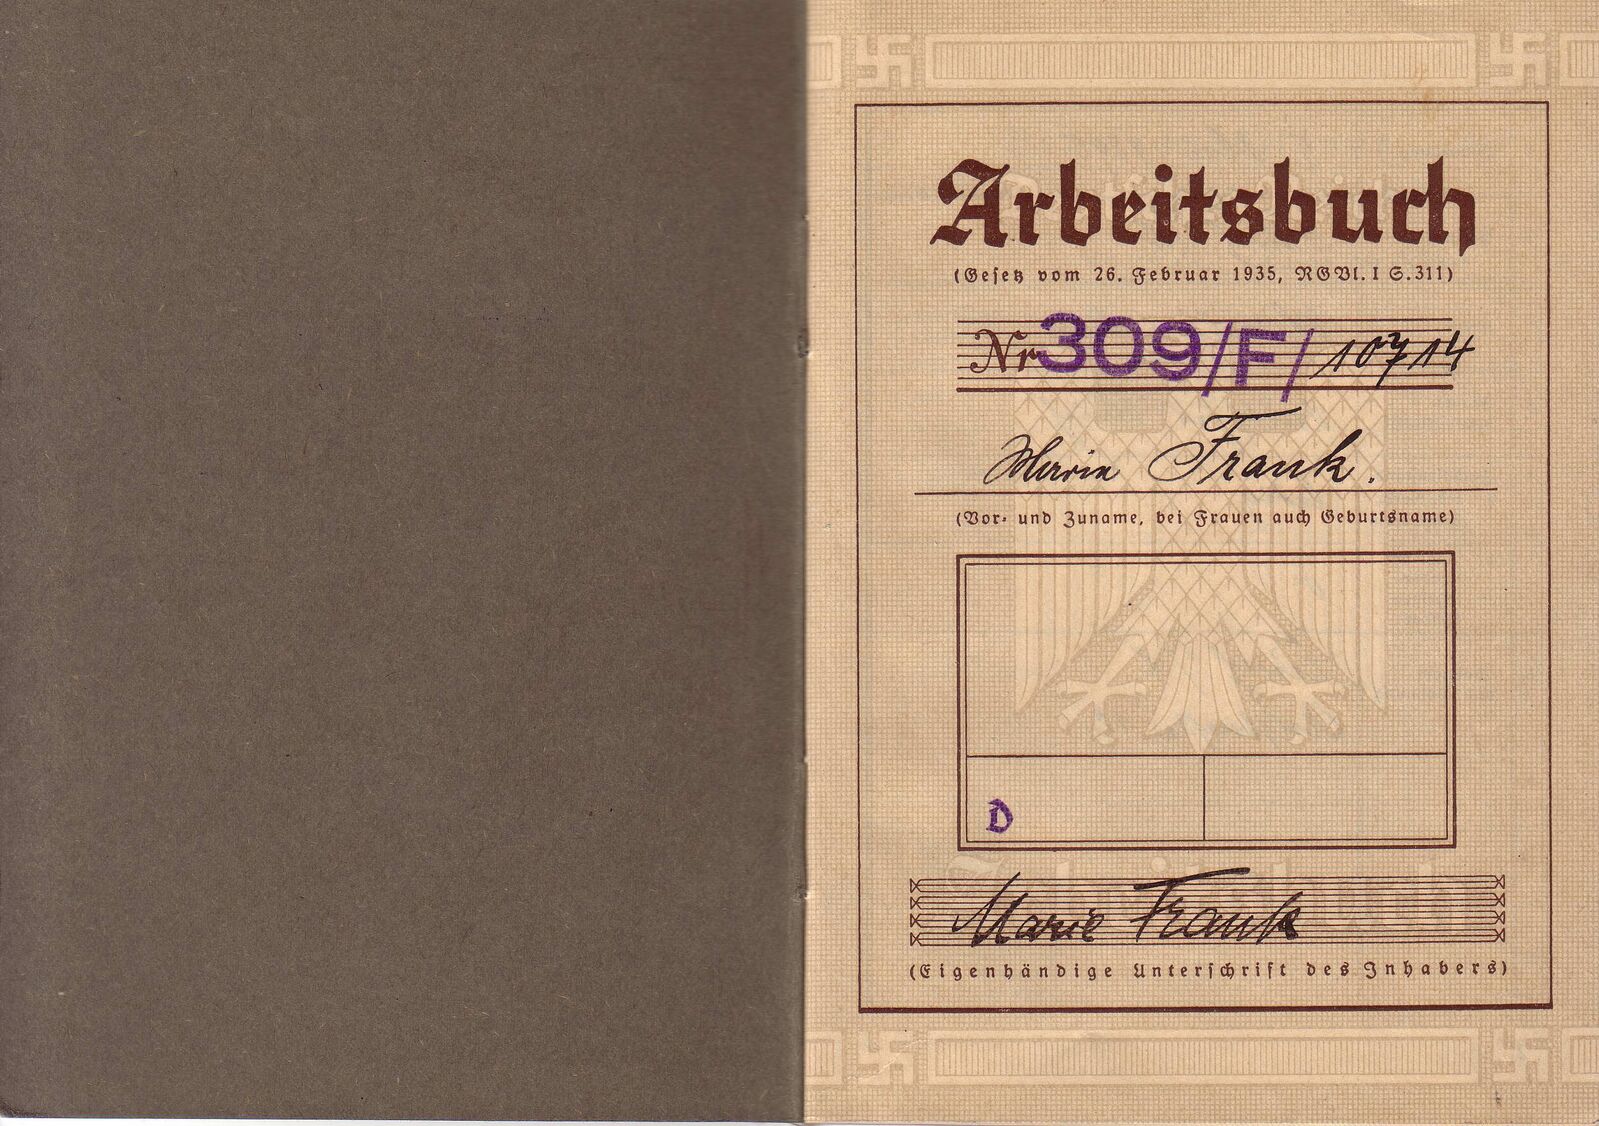 Arbeitsbuch
(Gesetz vom 26. Februar 1935, RGBl. I S. 311)
Nr 309/F/10714
Maria Frank.
(Vor- und Zuname, bei Frauen auch Geburtsname)
D
Marie Frank
(Eigenhändige Unterschrift des Inhabers)